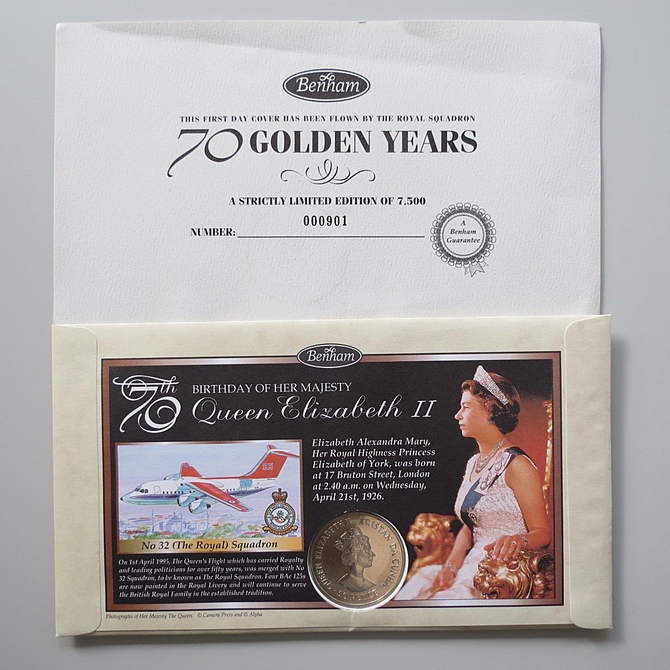 Benham
THIS FIRST DAY COVER HAS BEEN FLOWN BY THE ROYAL SQUADRON
70 GOLDEN YEARS
A STRICTLY LIMITED EDITION OF 7,500
000901
NUMBER:
A
Benham
Guarantee
Benham
70th
BIRTHDAY OF HER MAJESTY
Queen Elizabeth II
Elizabeth Alexandra Mary,
Her Royal Highness Princess
Elizabeth of York, was born
at 17 Bruton Street, London
at 2.40 a.m. on Wednesday,
April 21st, 1926.
No 32 (The Royal) Squadron
On 1st April 1995, The Queen's Flight which has carried Royalty
and leading politicians for over fifty years, was merged with No
32 Squadron, to be known as The Royal Squadron. Four BAe 125s
are now painted in the Royal Livery and will continue to serve
the British Royal Family in the established tradition.
QUEEN ELIZABETH II TRISTAN DA CUNHA
Photographs of Her Majesty The Queen: © Camera Press and © Alpha